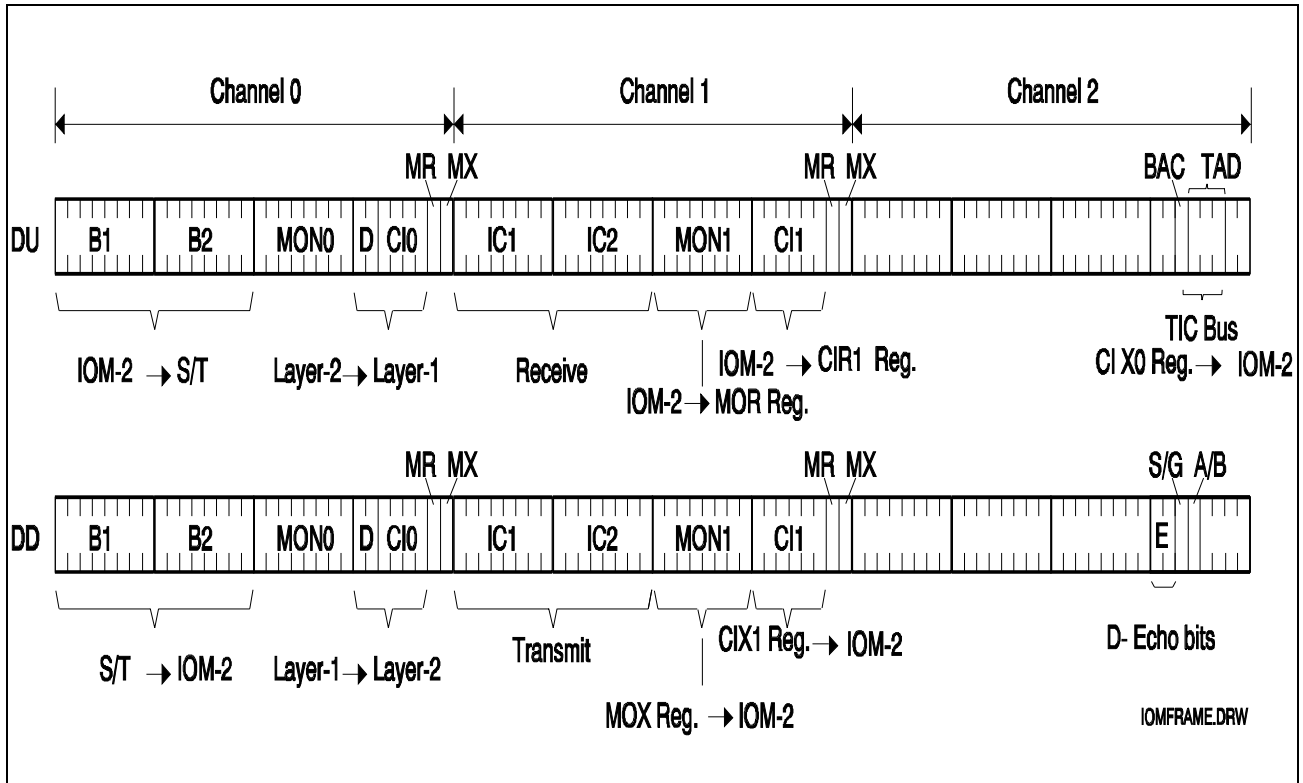 Channel 0 Channel 1 Channel 2
MR MX MR MX BAC TAD
DU B1 B2 MON0 D CI0 IC1 IC2 MON1 CI1
TIC Bus
IOM-2 → S/T Layer-2 → Layer-1 Receive IOM-2 → CIR1 Reg. CI X0 Reg. → IOM-2
IOM-2 → MOR Reg.
MR MX MR MX S/G A/B
DD B1 B2 MON0 D CI0 IC1 IC2 MON1 CI1 E
Transmit CIX1 Reg. → IOM-2 D- Echo bits
S/T → IOM-2 Layer-1 → Layer-2
MOX Reg. → IOM-2 IOMFRAME.DRW